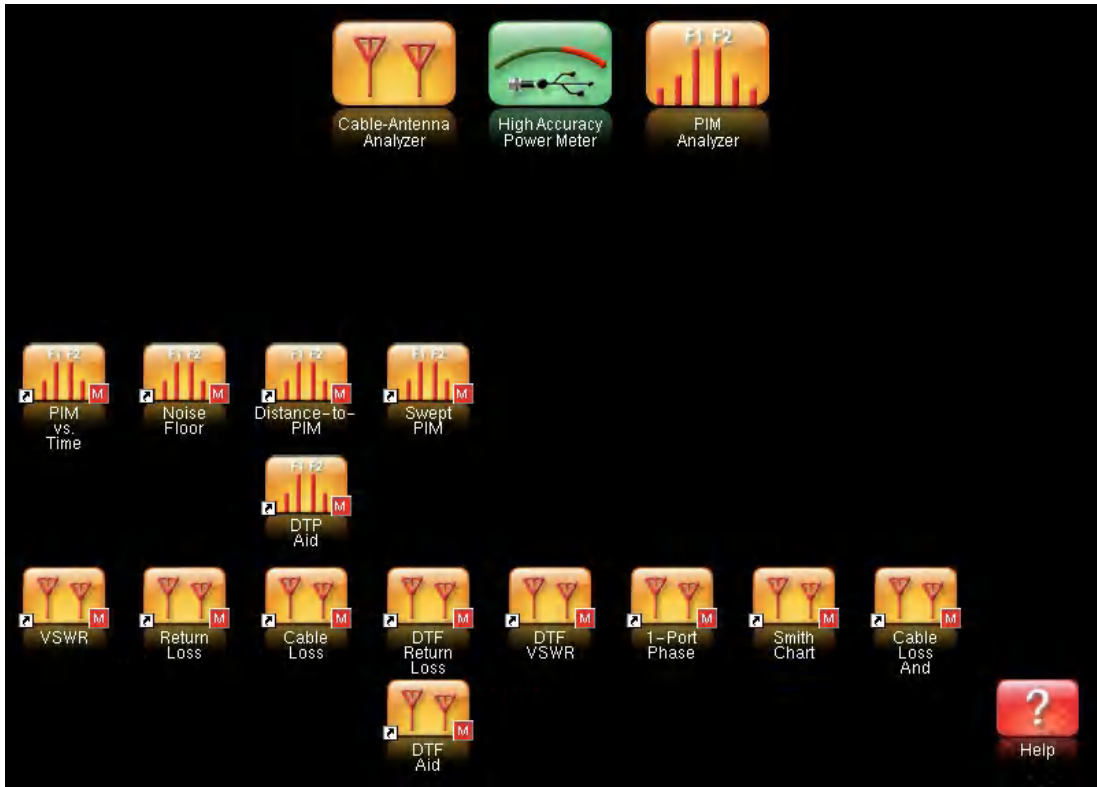 F1 F2
Cable-Antenna
Analyzer
High Accuracy
Power Meter
PIM
Analyzer
F1 F2
M
PIM
vs.
Time
F1 F2
M
Noise
Floor
F1 F2
M
Distance-to-
PIM
F1 F2
M
Swept
PIM
F1 F2
M
DTP
Aid
M
VSWR
M
Return
Loss
M
Cable
Loss
M
DTF
Return
Loss
M
DTF
VSWR
M
1-Port
Phase
M
Smith
Chart
M
Cable
Loss
And
M
DTF
Aid
?
Help